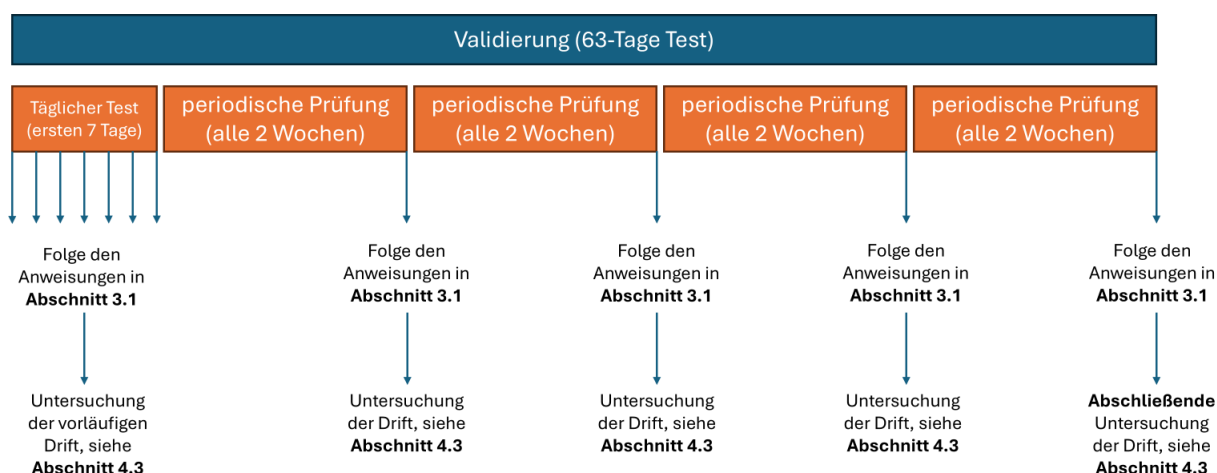 Validierung (63-Tage Test)
Täglicher Test
(ersten 7 Tage)
periodische Prüfung
(alle 2 Wochen)
periodische Prüfung
(alle 2 Wochen)
periodische Prüfung
(alle 2 Wochen)
periodische Prüfung
(alle 2 Wochen)
Folge den
Anweisungen in
Abschnitt 3.1
Folge den
Anweisungen in
Abschnitt 3.1
Folge den
Anweisungen in
Abschnitt 3.1
Folge den
Anweisungen in
Abschnitt 3.1
Folge den
Anweisungen in
Abschnitt 3.1
Untersuchung
der vorläufigen
Drift, siehe
Abschnitt 4.3
Untersuchung
der Drift, siehe
Abschnitt 4.3
Untersuchung
der Drift, siehe
Abschnitt 4.3
Untersuchung
der Drift, siehe
Abschnitt 4.3
Abschließende
Untersuchung
der Drift, siehe
Abschnitt 4.3